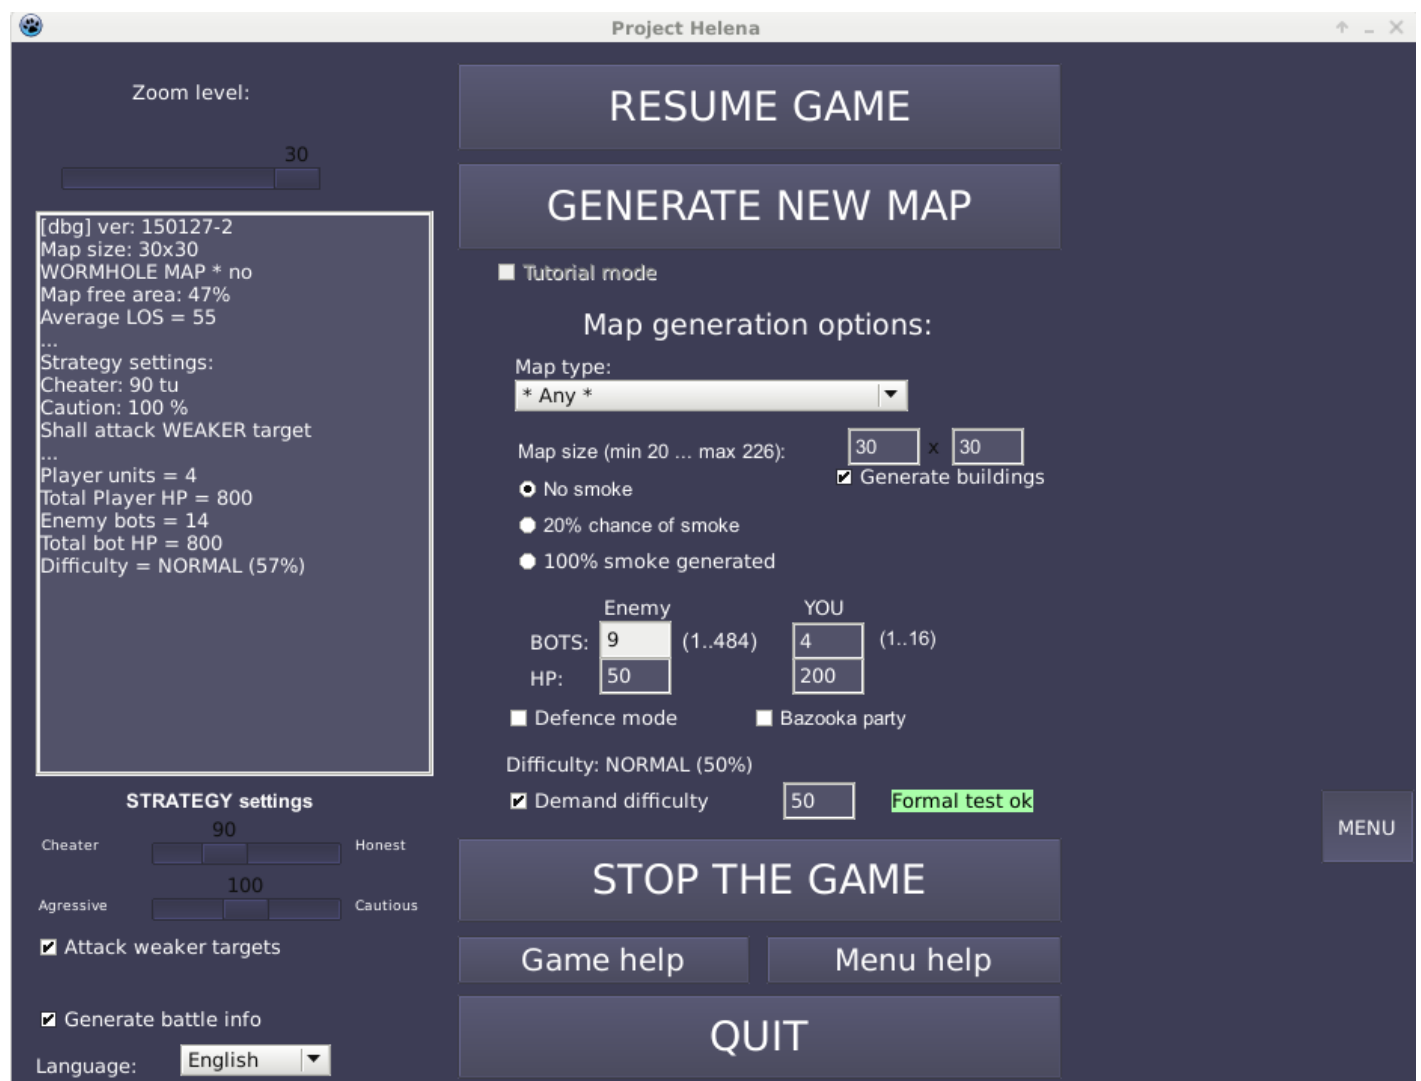 Project Helena
Zoom level:
30
[dbg] ver: 150127-2
Map size: 30x30
WORMHOLE MAP * no
Map free area: 47%
Average LOS = 55
...
Strategy settings:
Cheater: 90 tu
Caution: 100 %
Shall attack WEAKER target
...
Player units = 4
Total Player HP = 800
Enemy bots = 14
Total bot HP = 800
Difficulty = NORMAL (57%)
STRATEGY settings
90
Cheater Honest
100
Agressive Cautious
Attack weaker targets
Generate battle info
Language: English
RESUME GAME
GENERATE NEW MAP
Tutorial mode
Map generation options:
Map type:
* Any *
Map size (min 20 ... max 226): 30 x 30
Generate buildings
No smoke
20% chance of smoke
100% smoke generated
Enemy YOU
BOTS: 9 (1..484) 4 (1..16)
HP: 50 200
Defence mode Bazooka party
Difficulty: NORMAL (50%)
Demand difficulty 50 Formal test ok
STOP THE GAME
Game help Menu help
QUIT
MENU